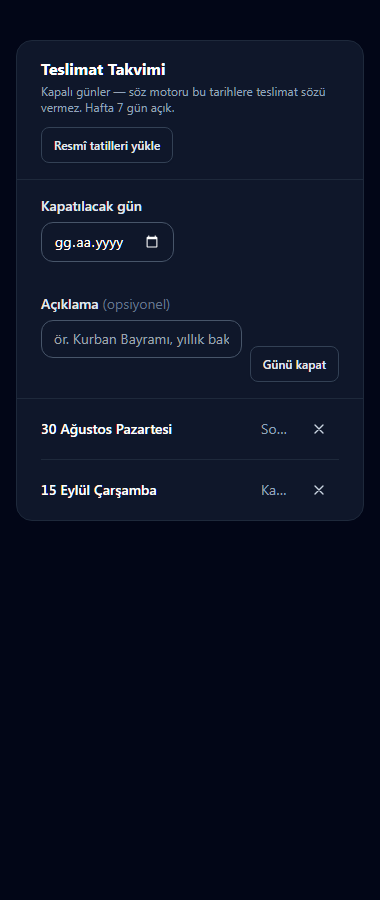 Teslimat Takvimi
Kapalı günler — söz motoru bu tarihlere teslimat sözü
vermez. Hafta 7 gün açık.
Resmî tatilleri yükle
Kapatılacak gün
gg.aa.yyyy
Açıklama (opsiyonel)
ör. Kurban Bayramı, yıllık bak
Günü kapat
30 Ağustos Pazartesi So...
15 Eylül Çarşamba Ka...